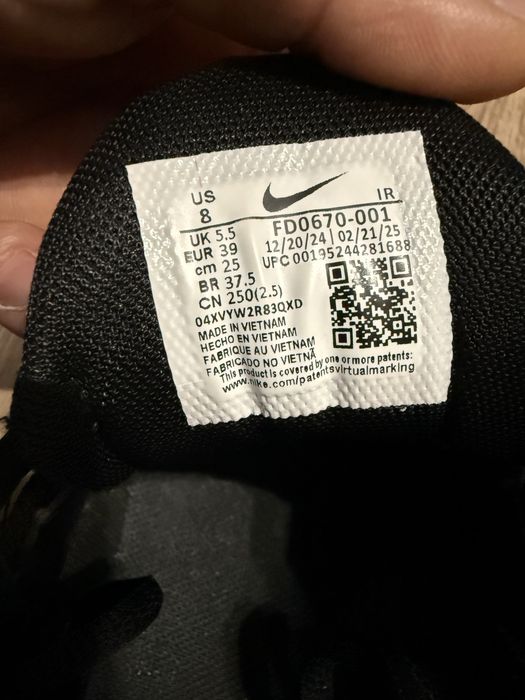 US
8
IR
UK 5.5
EUR 39
cm 25
BR 37.5
CN 250(2.5)
FD0670-001
12/20/24 | 02/21/25
UPC 00195244281688
04XVYW2R83QXD
MADE IN VIETNAM
HECHO EN VIETNAM
FABRIQUE AU VIETNAM
FABRICADO NO VIETNÃ
This product is covered by one or more patents:
www.nike.com/patentsvirtualmarking